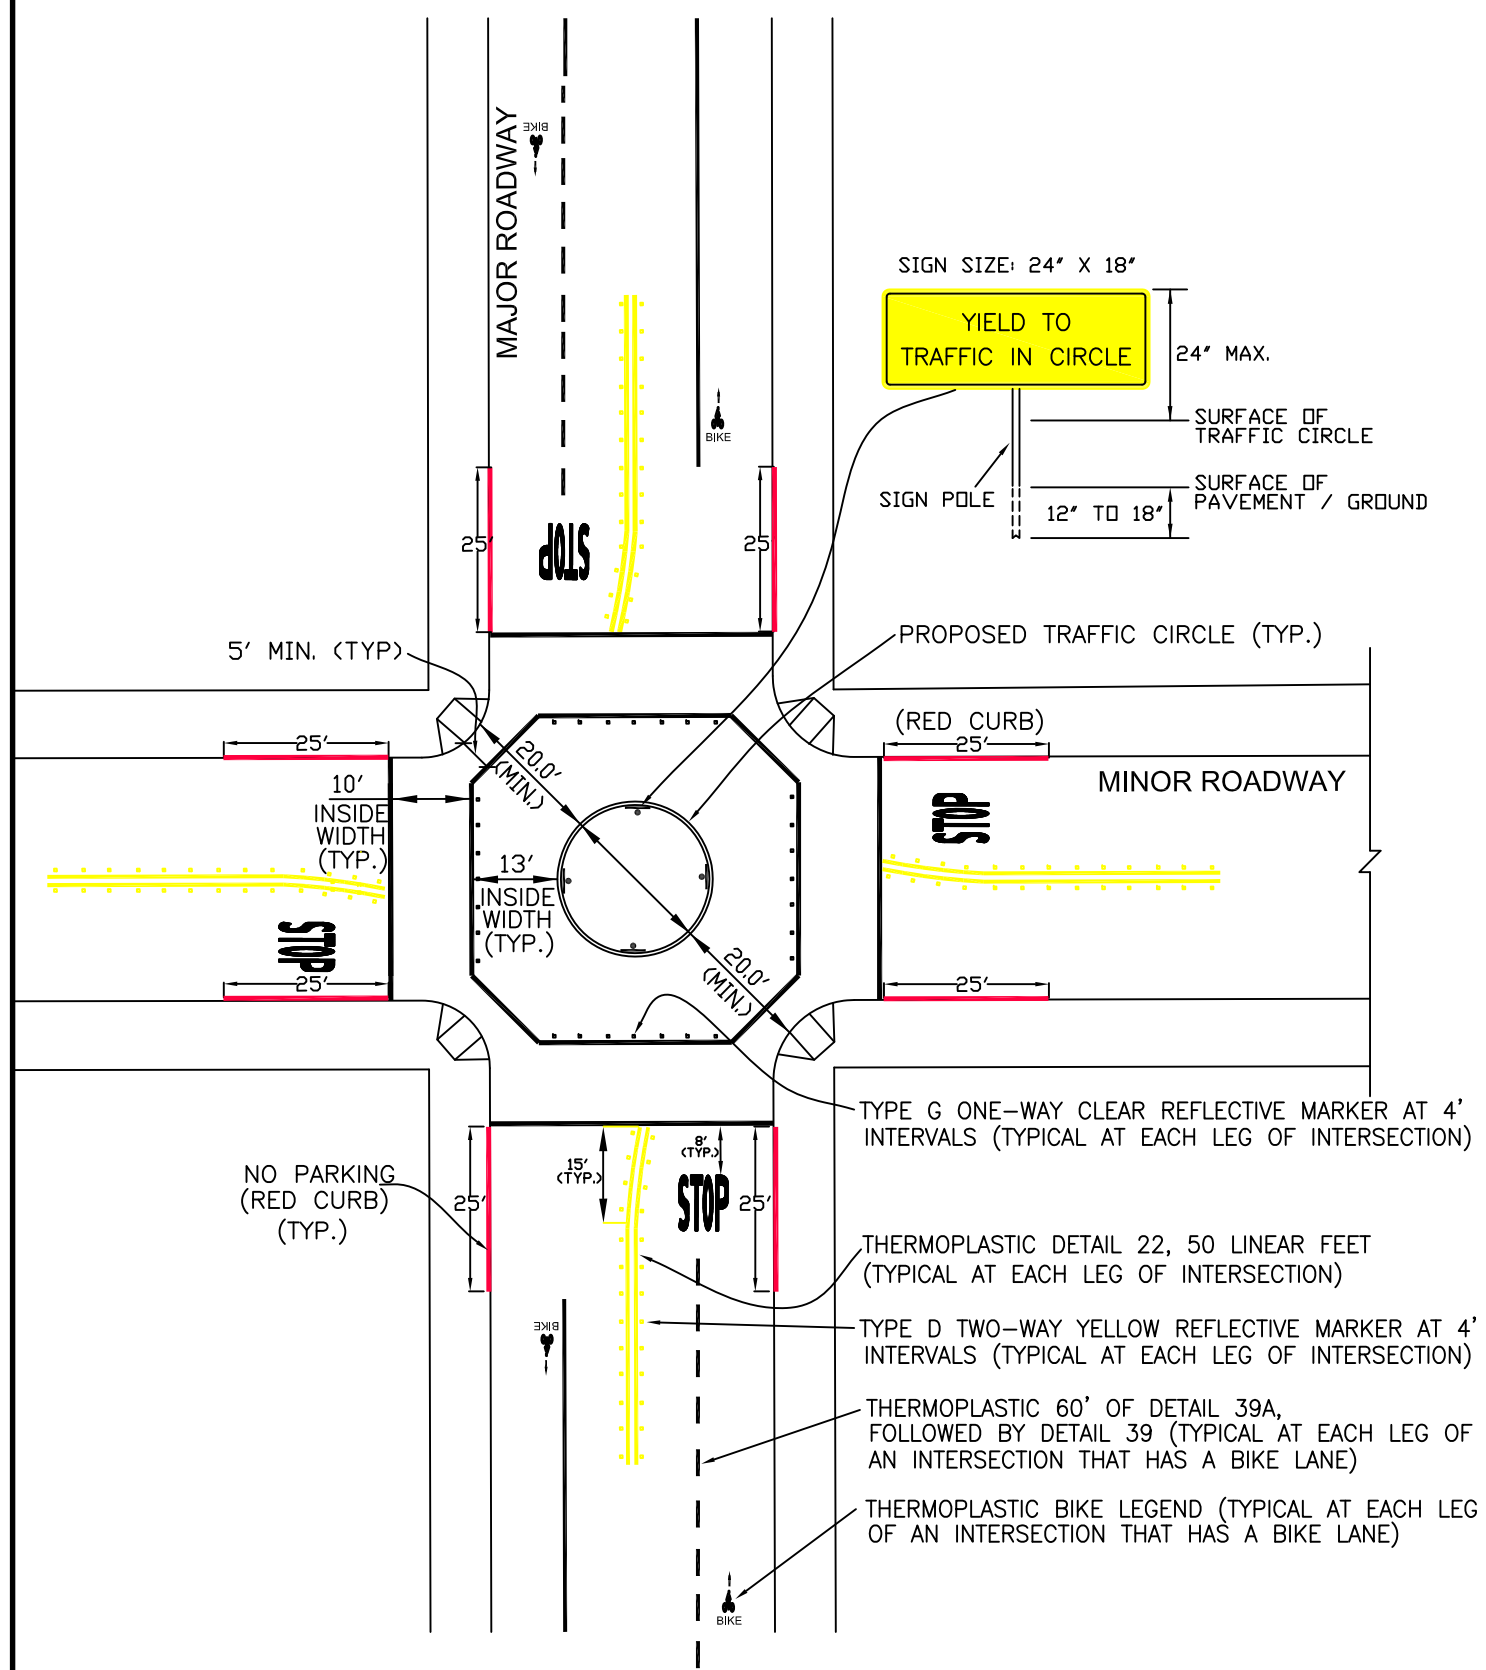 BIKE
MAJOR ROADWAY
BIKE
SIGN SIZE: 24" X 18"
YIELD TO
TRAFFIC IN CIRCLE
24" MAX.
SURFACE OF
TRAFFIC CIRCLE
SIGN POLE
SURFACE OF
PAVEMENT / GROUND
12" TO 18"
25'
25'
STOP
5' MIN. (TYP)
PROPOSED TRAFFIC CIRCLE (TYP.)
(RED CURB)
25'
25'
MINOR ROADWAY
10'
INSIDE
WIDTH
(TYP.)
20.0'
(MIN.)
STOP
13'
INSIDE
WIDTH
(TYP.)
STOP
20.0'
(MIN.)
25'
25'
TYPE G ONE-WAY CLEAR REFLECTIVE MARKER AT 4'
INTERVALS (TYPICAL AT EACH LEG OF INTERSECTION)
NO PARKING
(RED CURB)
(TYP.)
25'
15'
(TYP.)
8'
(TYP.)
STOP
25'
THERMOPLASTIC DETAIL 22, 50 LINEAR FEET
(TYPICAL AT EACH LEG OF INTERSECTION)
BIKE
TYPE D TWO-WAY YELLOW REFLECTIVE MARKER AT 4'
INTERVALS (TYPICAL AT EACH LEG OF INTERSECTION)
THERMOPLASTIC 60' OF DETAIL 39A,
FOLLOWED BY DETAIL 39 (TYPICAL AT EACH LEG OF
AN INTERSECTION THAT HAS A BIKE LANE)
THERMOPLASTIC BIKE LEGEND (TYPICAL AT EACH LEG
OF AN INTERSECTION THAT HAS A BIKE LANE)
BIKE